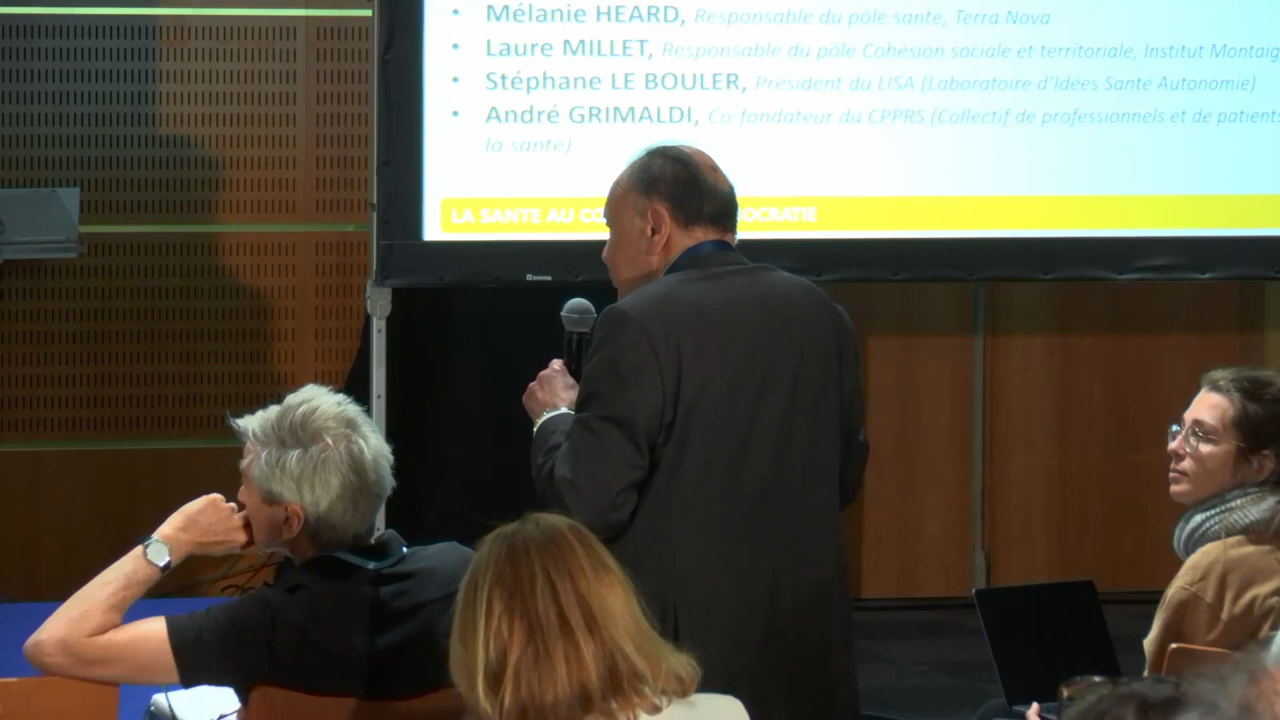 • Mélanie HEARD, Responsable du pôle santé, Terra Nova
• Laure MILLET, Responsable du pôle Cohésion sociale et territoriale, Institut Montaig
• Stéphane LE BOULER, Président du LISA (Laboratoire d'Idées Santé Autonomie)
• André GRIMALDI, Co-fondateur du CPPRS (Collectif de professionnels et de patients
la santé)
LA SANTE AU CO OCRATIE